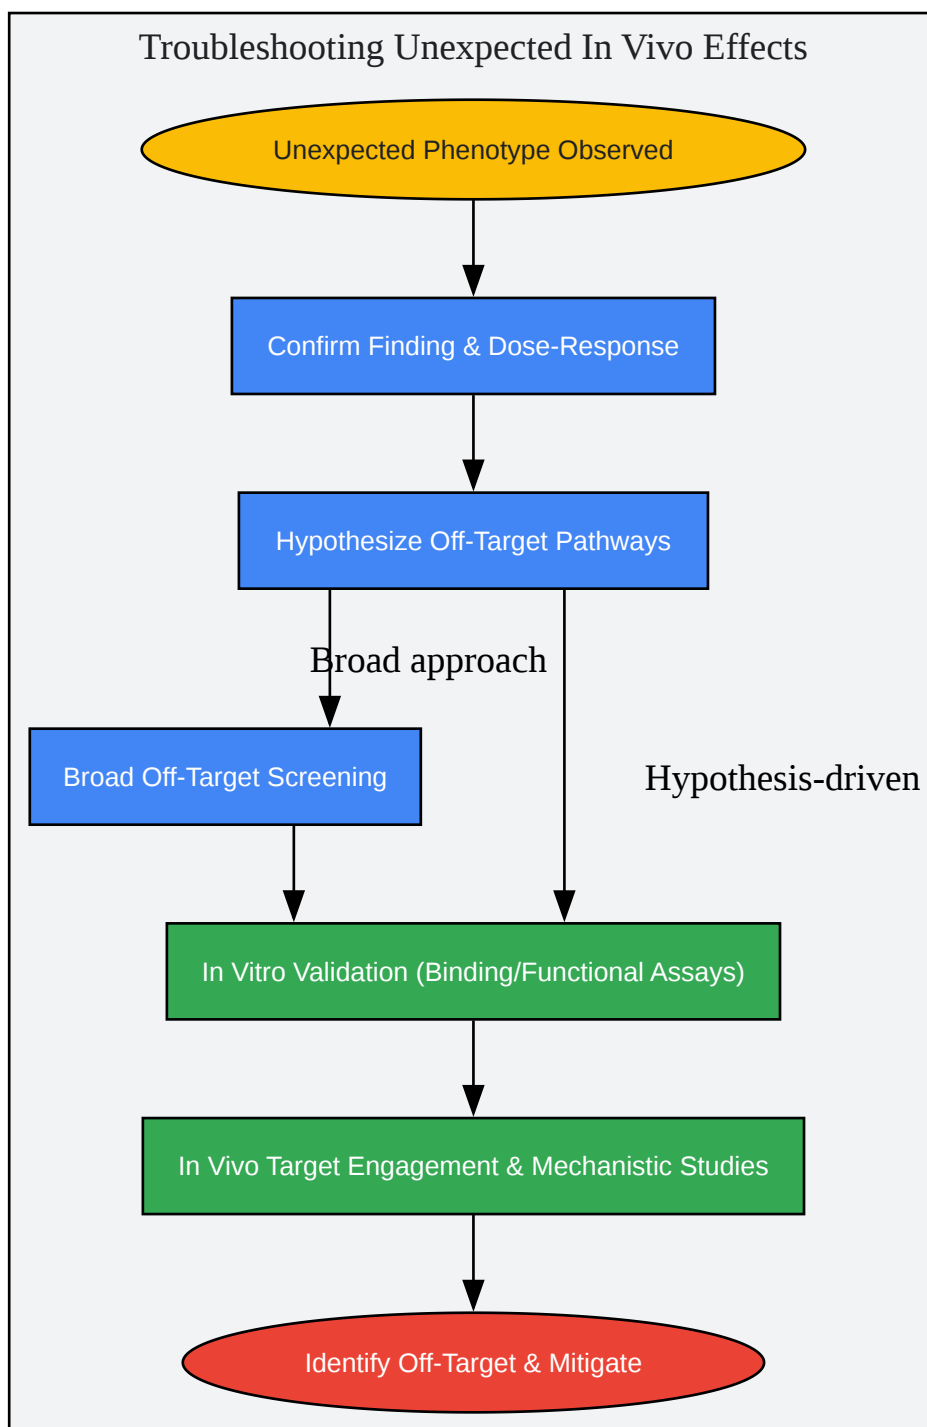 Troubleshooting Unexpected In Vivo Effects
Unexpected Phenotype Observed
Confirm Finding & Dose-Response
Hypothesize Off-Target Pathways
Broad approach
Broad Off-Target Screening
Hypothesis-driven
In Vitro Validation (Binding/Functional Assays)
In Vivo Target Engagement & Mechanistic Studies
Identify Off-Target & Mitigate